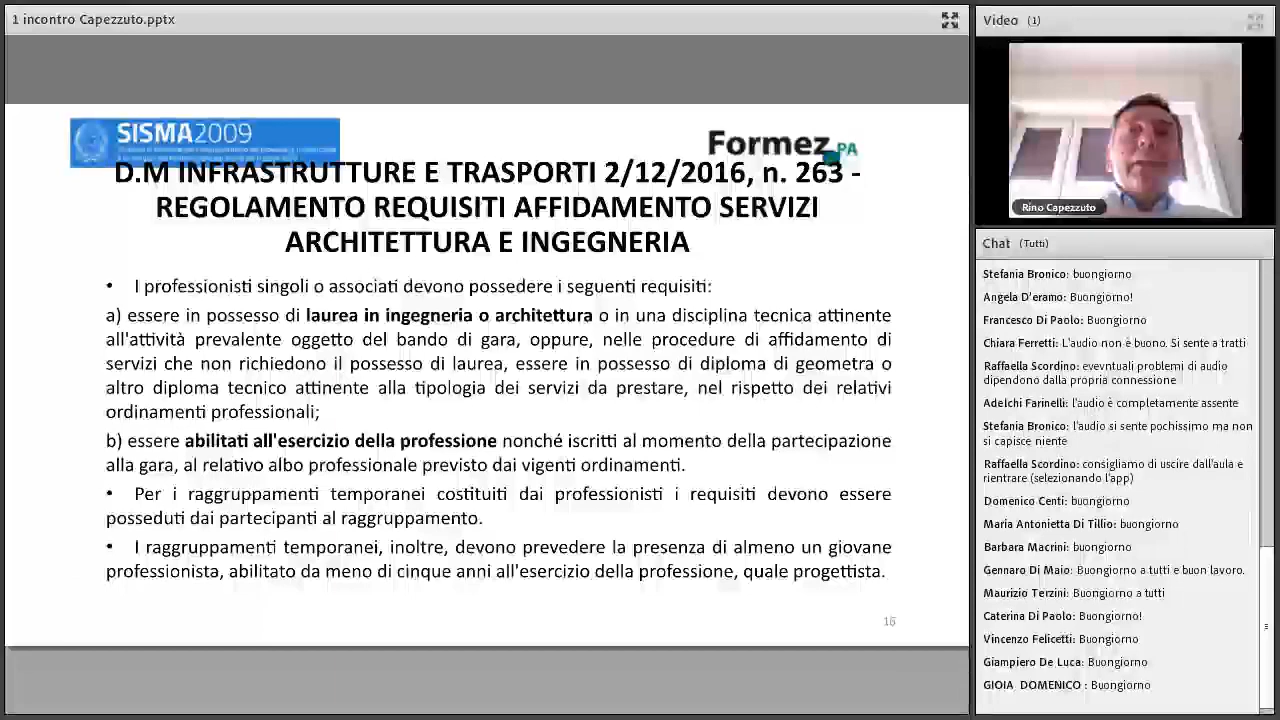 1 incontro Capezzuto.pptx
SISMA2009
Formez PA
D.M INFRASTRUTTURE E TRASPORTI 2/12/2016, n. 263 -
REGOLAMENTO REQUISITI AFFIDAMENTO SERVIZI
ARCHITETTURA E INGEGNERIA
• I professionisti singoli o associati devono possedere i seguenti requisiti:
a) essere in possesso di laurea in ingegneria o architettura o in una disciplina tecnica attinente
all'attività prevalente oggetto del bando di gara, oppure, nelle procedure di affidamento di
servizi che non richiedono il possesso di laurea, essere in possesso di diploma di geometra o
altro diploma tecnico attinente alla tipologia dei servizi da prestare, nel rispetto dei relativi
ordinamenti professionali;
b) essere abilitati all'esercizio della professione nonché iscritti al momento della partecipazione
alla gara, al relativo albo professionale previsto dai vigenti ordinamenti.
• Per i raggruppamenti temporanei costituiti dai professionisti i requisiti devono essere
posseduti dai partecipanti al raggruppamento.
• I raggruppamenti temporanei, inoltre, devono prevedere la presenza di almeno un giovane
professionista, abilitato da meno di cinque anni all'esercizio della professione, quale progettista.
16
Video (1)
Rino Capezzuto
Chat (Tutti)
Stefania Bronico: buongiorno
Angela D'eramo: Buongiorno!
Francesco Di Paolo: Buongiorno
Chiara Ferretti: L'audio non è buono. Si sente a tratti
Raffaella Scordino: evevntuali problemi di audio
dipendono dalla propria connessione
Adelchi Farinelli: l'audio è completamente assente
Stefania Bronico: l'audio si sente pochissimo ma non
si capisce niente
Raffaella Scordino: consigliamo di uscire dall'aula e
rientrare (selezionando l'app)
Domenico Centi: buongiorno
Maria Antonietta Di Tillio: buongiorno
Barbara Macrini: buongiorno
Gennaro Di Maio: Buongiorno a tutti e buon lavoro.
Maurizio Terzini: Buongiorno a tutti
Caterina Di Paolo: Buongiorno!
Vincenzo Felicetti: Buongiorno
Giampiero De Luca: Buongiorno
GIOIA DOMENICO : Buongiorno